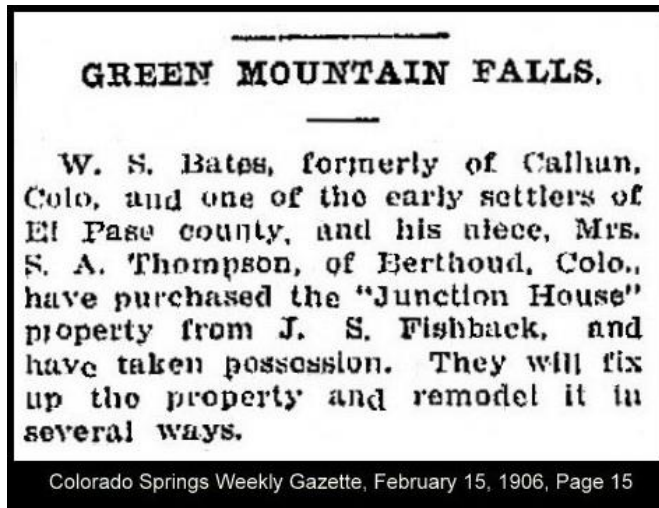 GREEN MOUNTAIN FALLS.
W. S. Bates, formerly of Calhun,
Colo, and one of the early settlers of
El Paso county, and his niece, Mrs.
S. A. Thompson, of Berthoud, Colo.,
have purchased the "Junction House"
property from J. S. Fishback, and
have taken possession. They will fix
up the property and remodel it in
several ways.
Colorado Springs Weekly Gazette, February 15, 1906, Page 15